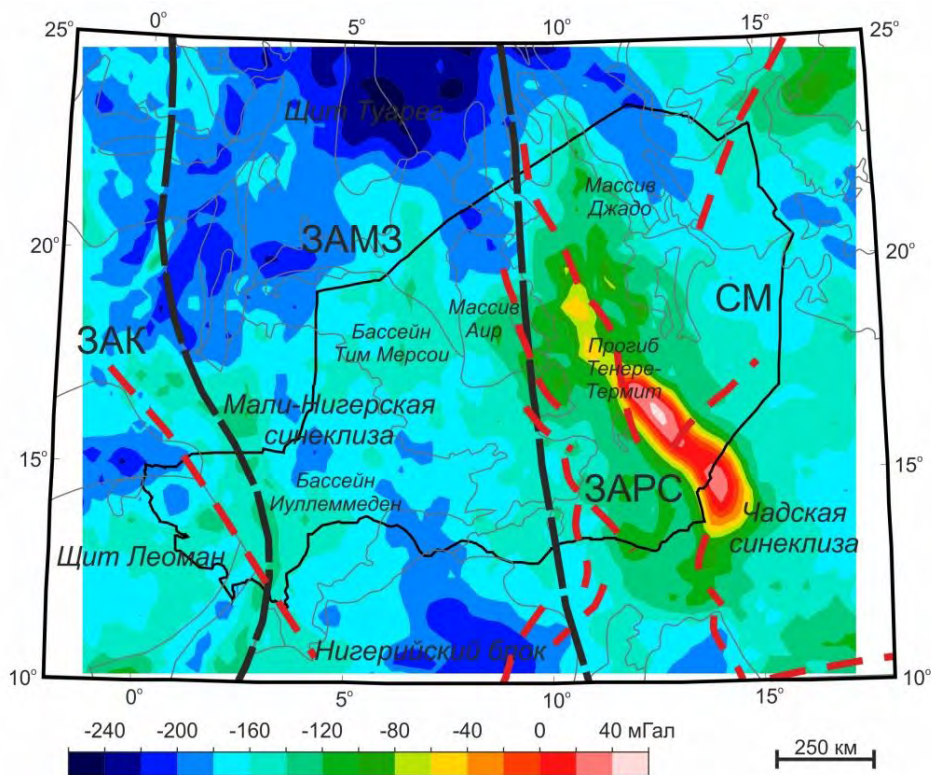 0° 5° 10° 15°
25° 25°
Щит Туарег
Массив
Джадо
20° ЗАМЗ 20°
СМ
Массив
Аир
Бассейн
Тим Мерсои
ЗАК
Прогиб
Тенере-
Термит
Мали-Нигерская
синеклиза
15° 15°
Бассейн
Иуллеммеден
ЗАРС
Чадская
синеклиза
Щит Леоман
Нигерийский блок
10° 10°
0° 5° 10° 15°
-240 -200 -160 -120 -80 -40 0 40 мГал
250 км